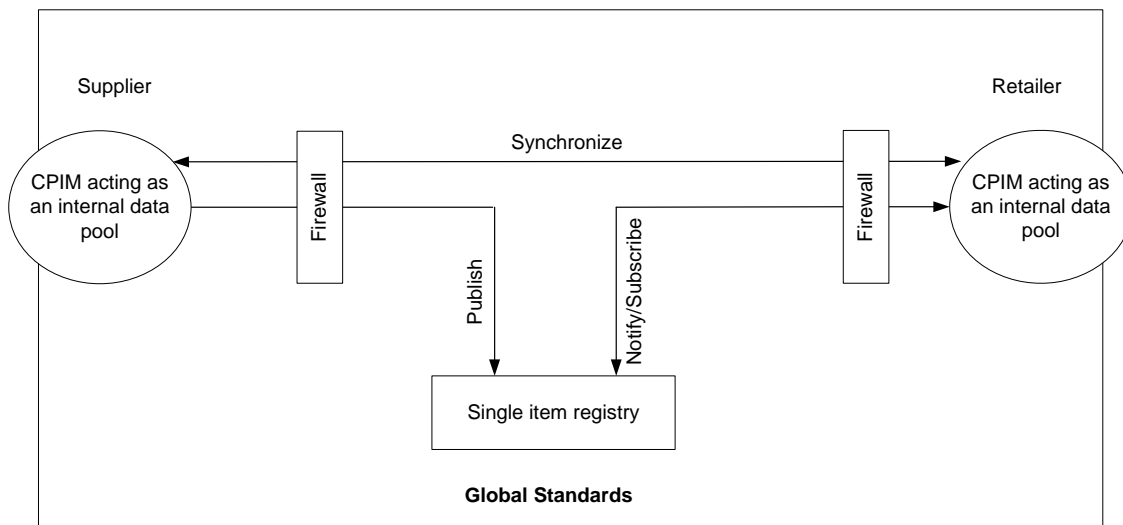 Supplier
Retailer
Synchronize
CPIM acting as
an internal data
pool
Firewall
Firewall
CPIM acting as
an internal data
pool
Publish
Notify/Subscribe
Single item registry
Global Standards